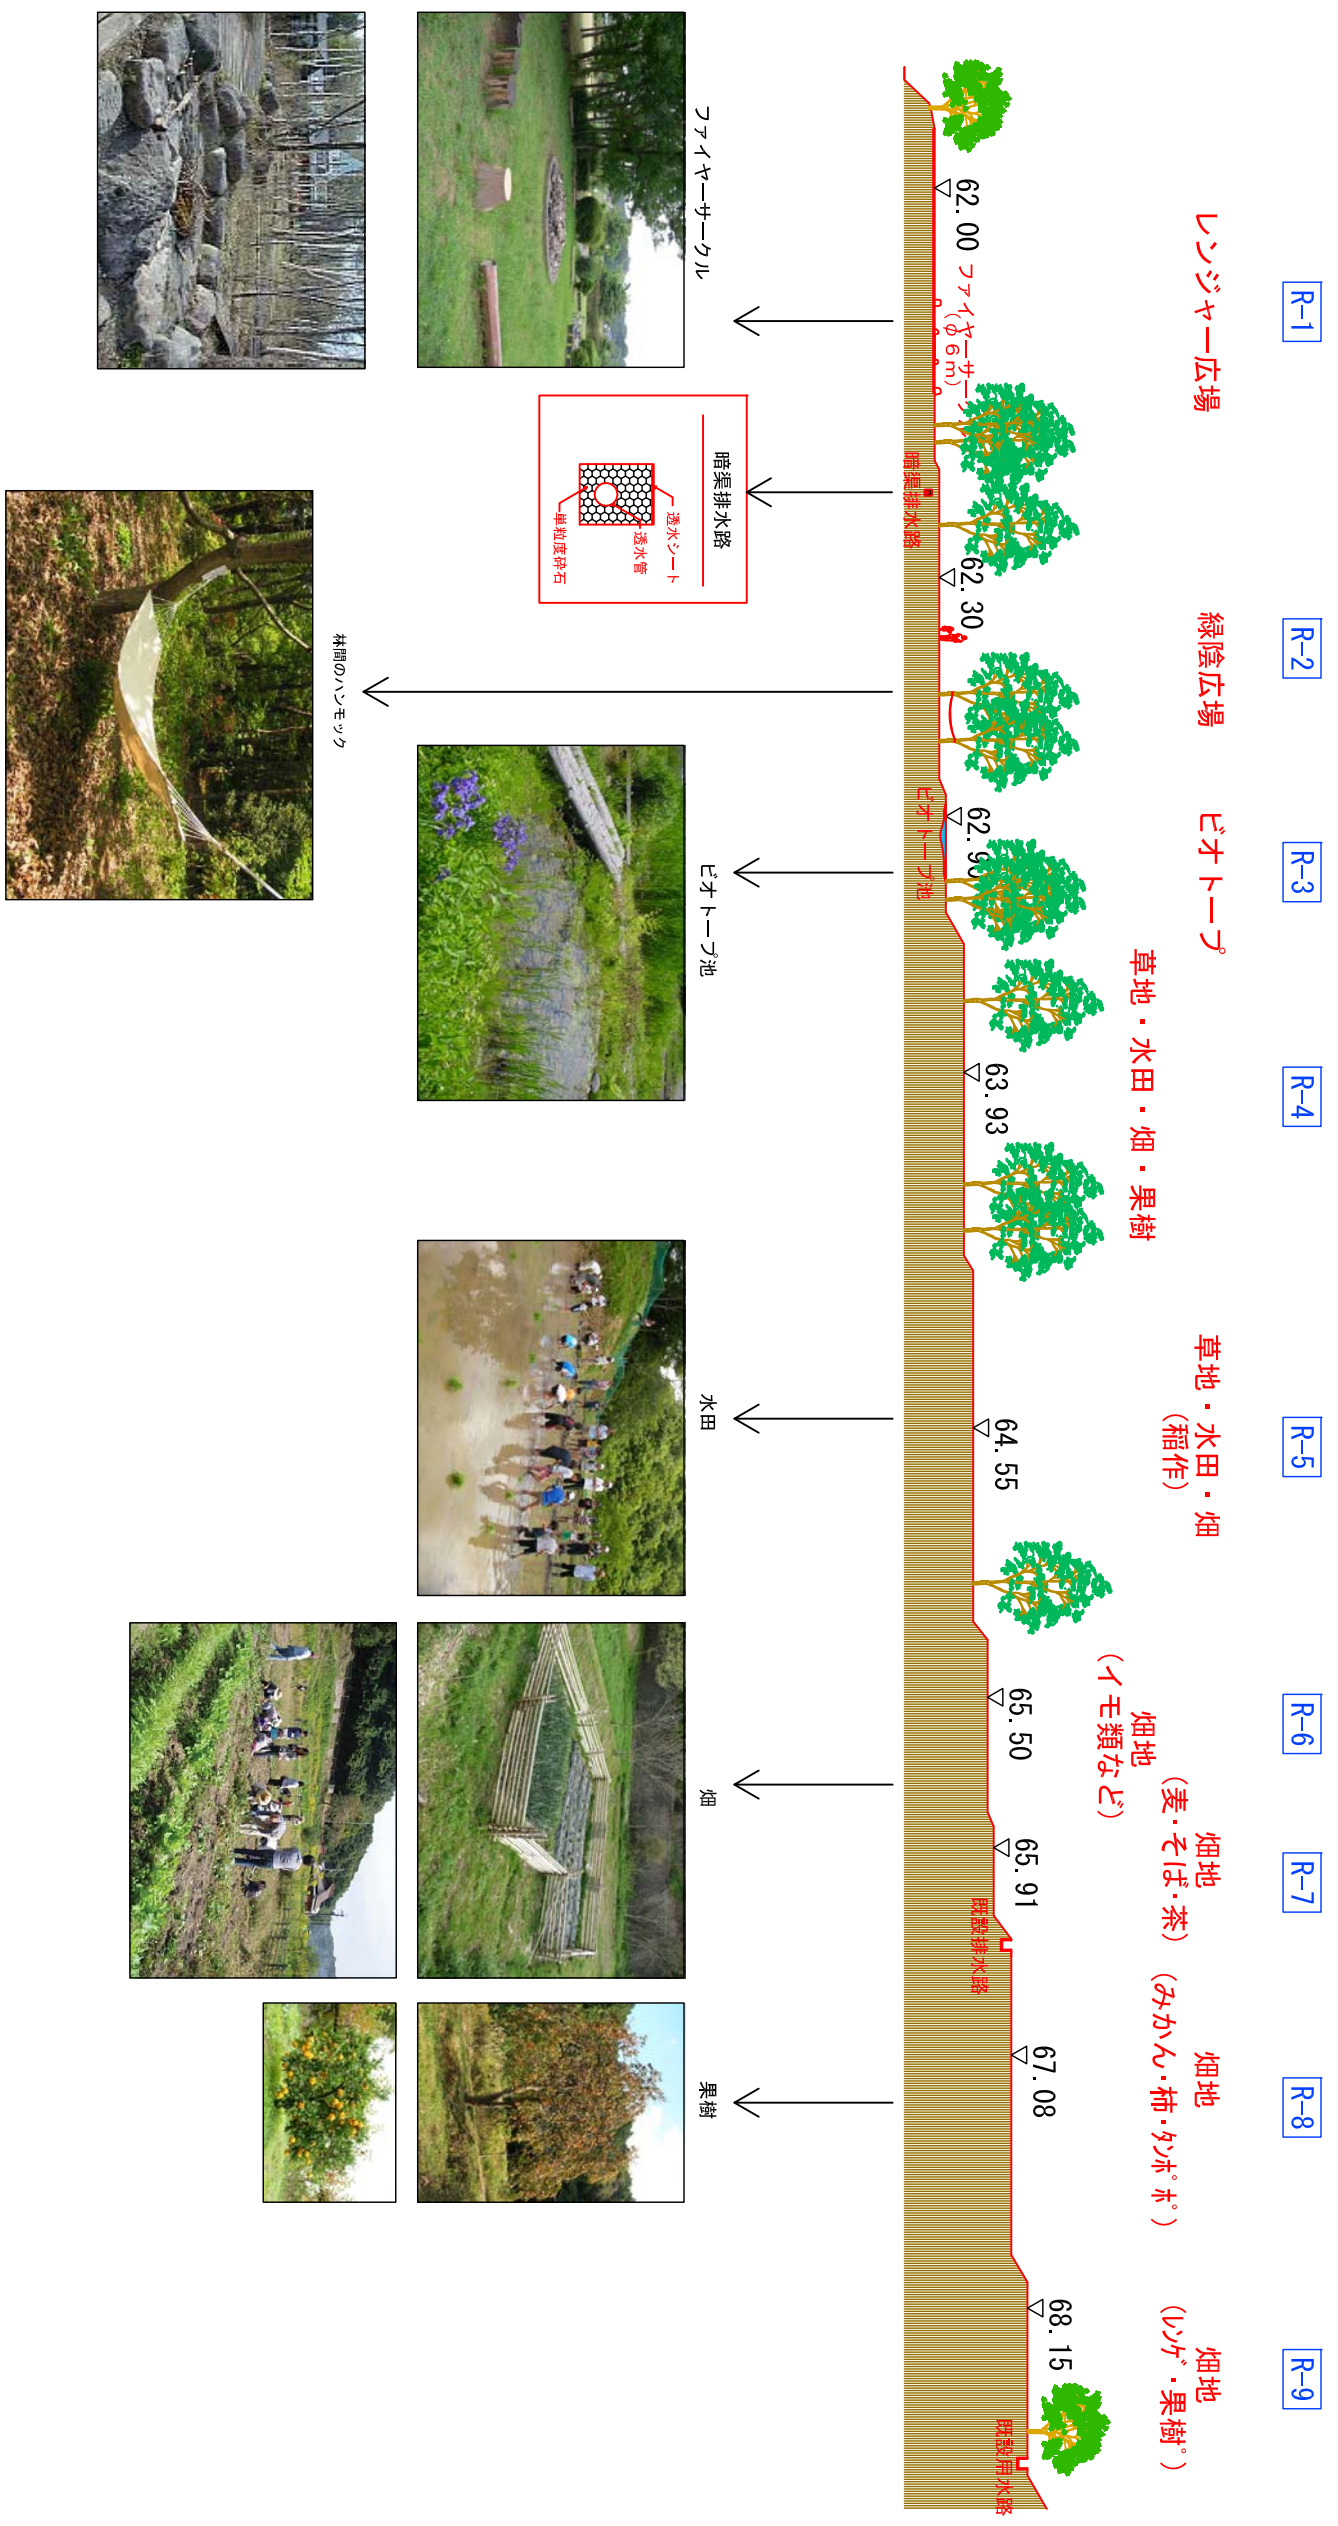 R-1
R-2
R-3
R-4
R-5
R-6
R-7
R-8
R-9
レンジャー広場
緑陰広場
ビオトープ
草地・水田・畑・果樹
草地・水田・畑
(稲作)
畑地
(イモ類など)
畑地
(麦・そば・茶)
畑地
(みかん・柿・タンポポ)
畑地
(レンゲ・果樹)
62.00
62.30
62.90
63.93
64.55
65.50
65.91
67.08
68.15
ファイヤーサーク
(φ6m)
暗渠排水路
ビオトープ池
既設排水路
既設用水路
ファイヤーサークル
暗渠排水路
透水シート
透水管
単粒度砕石
林間のハンモック
ビオトープ池
水田
畑
果樹